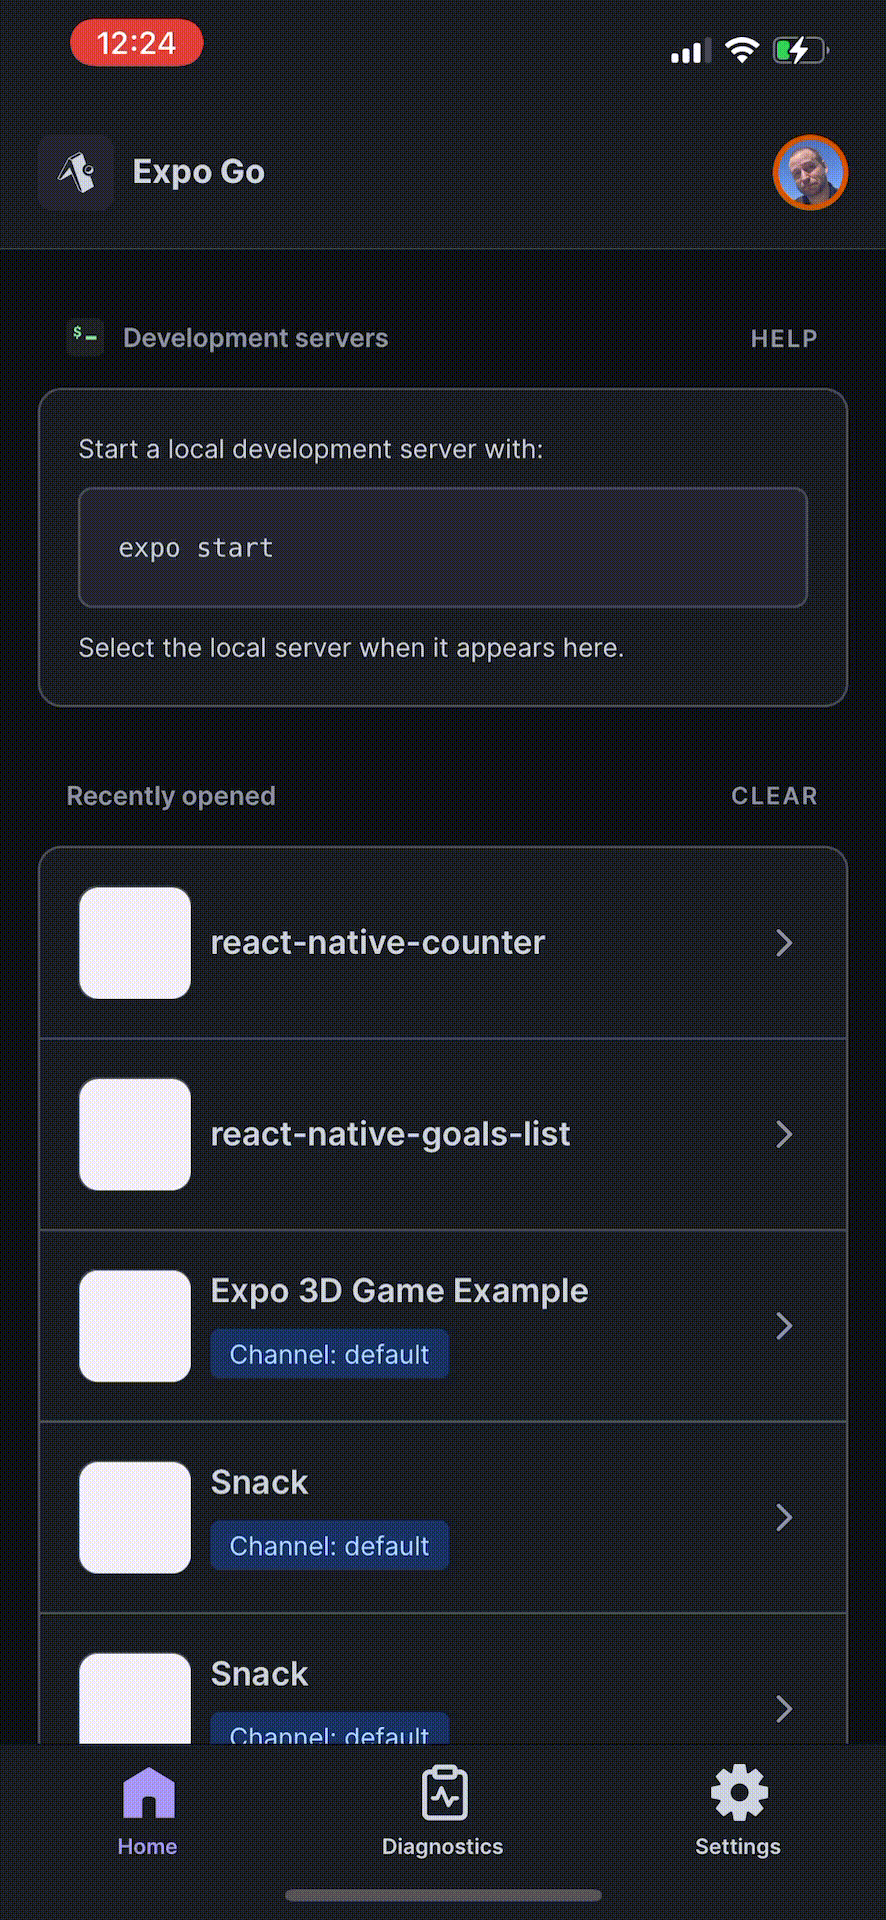 12:24
Expo Go
$ Development servers
HELP
Start a local development server with:
expo start
Select the local server when it appears here.
Recently opened
CLEAR
react-native-counter
react-native-goals-list
Expo 3D Game Example
Channel: default
Snack
Channel: default
Snack
Channel: default
Home
Diagnostics
Settings